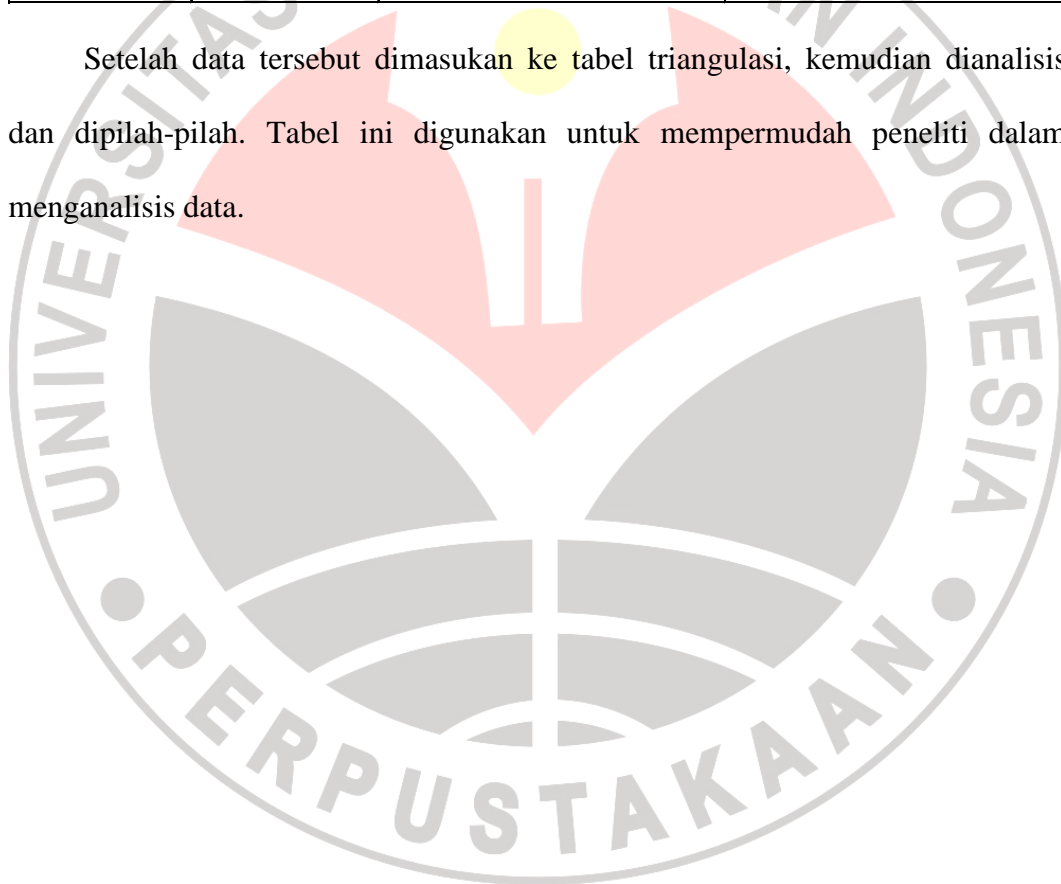 Setelah data tersebut dimasukan ke tabel triangulasi, kemudian dianalisis
dan dipilah-pilah. Tabel ini digunakan untuk mempermudah peneliti dalam
menganalisis data.
UNIVERSITAS
AN INDONESIA
PERPUSTAKAAN